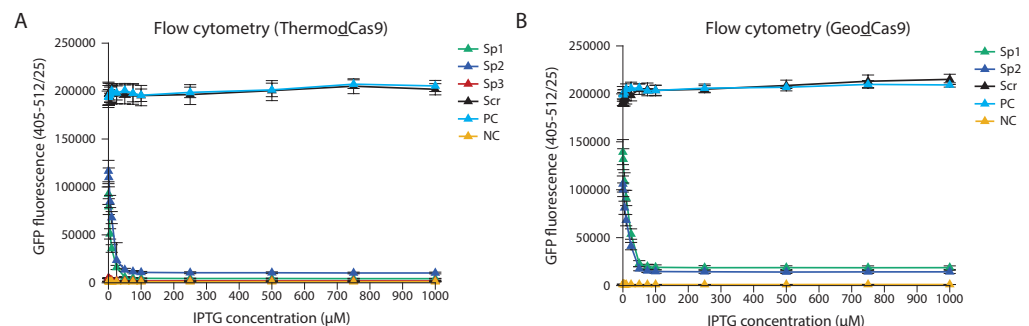 A
Flow cytometry (ThermodCas9)
GFP fluorescence (405-512/25)
250000
200000
150000
100000
50000
0
0 100 200 300 400 500 600 700 800 900 1000
IPTG concentration (µM)
Sp1
Sp2
Sp3
Scr
PC
NC
B
Flow cytometry (GeodCas9)
GFP fluorescence (405-512/25)
250000
200000
150000
100000
50000
0
0 100 200 300 400 500 600 700 800 900 1000
IPTG concentration (µM)
Sp1
Sp2
Scr
PC
NC